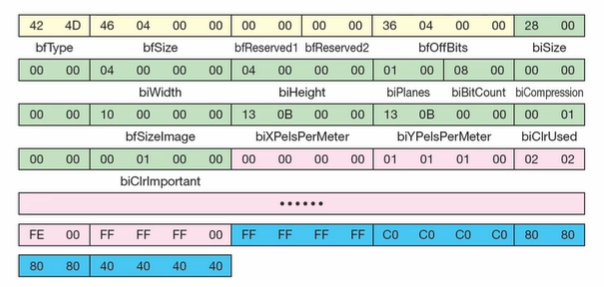 42 4D 46 04 00 00 00 00 00 00 36 04 00 00 28 00
bfType bfSize bfReserved1 bfReserved2 bfOffBits biSize
00 00 04 00 00 00 04 00 00 00 01 00 08 00 00 00
biWidth biHeight biPlanes biBitCount biCompression
00 00 10 00 00 00 13 0B 00 00 13 0B 00 00 00 01
bfSizeImage biXPelsPerMeter biYPelsPerMeter biClrUsed
00 00 00 01 00 00 00 00 00 00 01 01 01 00 02 02
biClrImportant
••••••
FE 00 FF FF FF 00 FF FF FF FF C0 C0 C0 C0 80 80
80 80 40 40 40 40